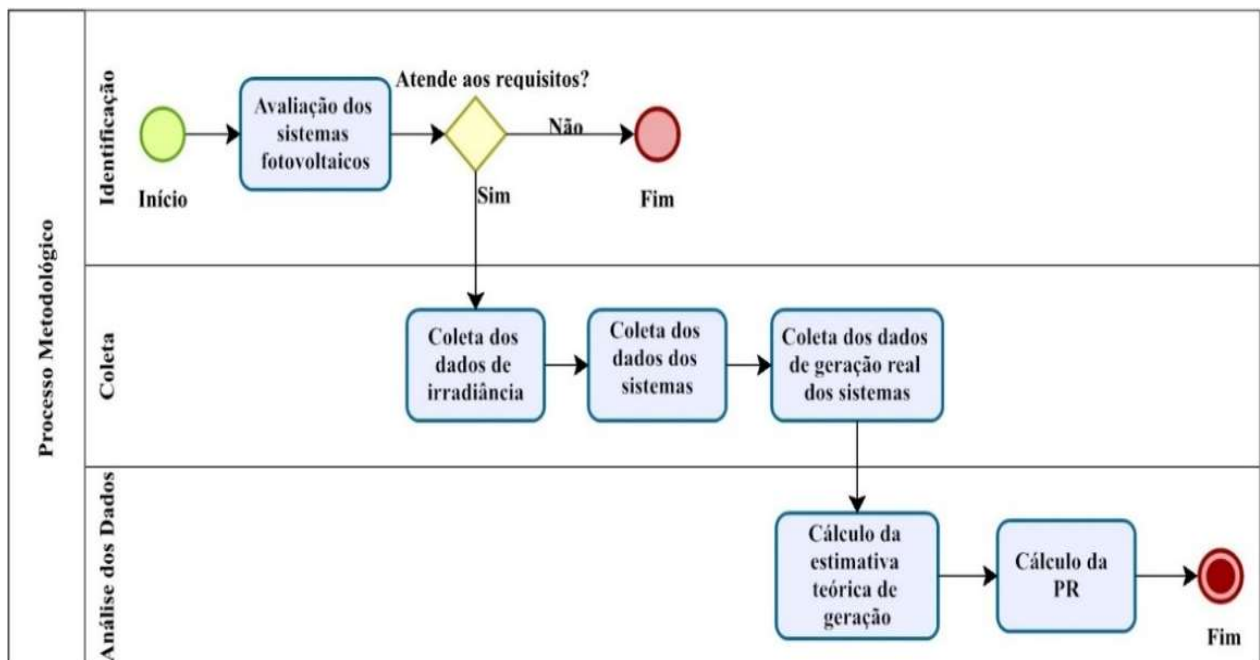 Processo Metodológico
Identificação
Início
Avaliação dos
sistemas
fotovoltaicos
Atende aos requisitos?
Não
Sim
Fim
Coleta
Coleta dos
dados de
irradiância
Coleta dos
dados dos
sistemas
Coleta dos dados
de geração real
dos sistemas
Análise dos Dados
Cálculo da
estimativa
teórica de
geração
Cálculo da
PR
Fim